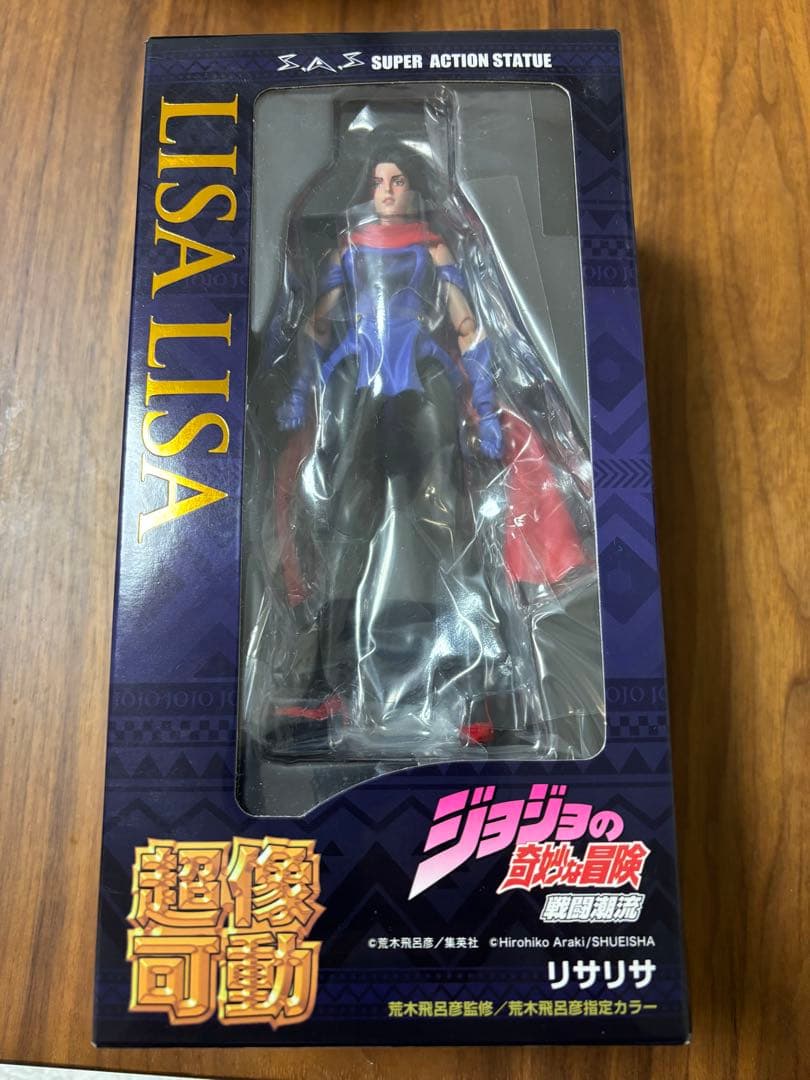 S.A.S SUPER ACTION STATUE
LISA LISA
超像
可動
ジョジョの
奇妙な冒険
戦闘潮流
©荒木飛呂彦／集英社 ©Hirohiko Araki/SHUEISHA
リサリサ
荒木飛呂彦監修／荒木飛呂彦指定カラー